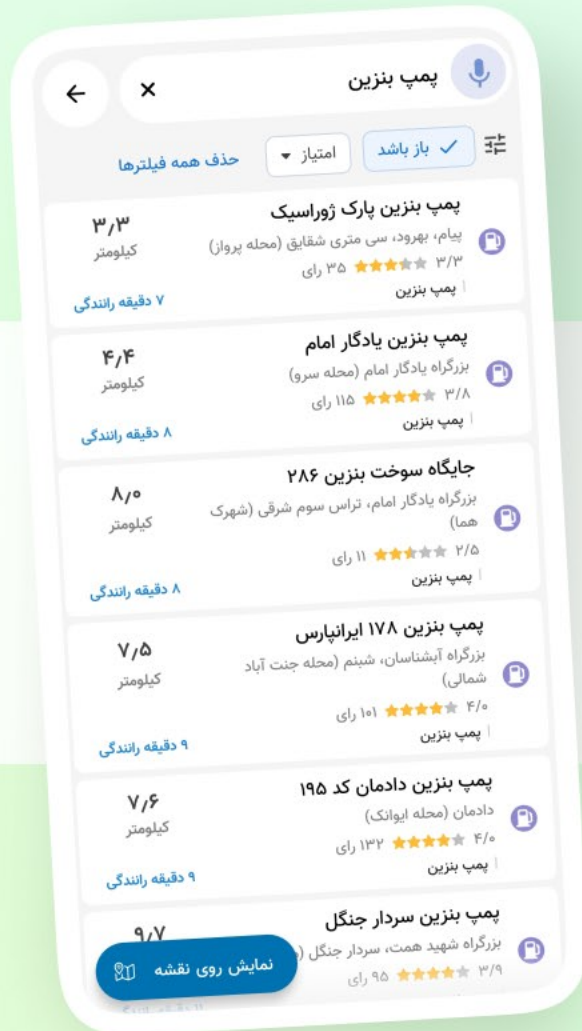 پمپ بنزین
باز باشد
امتیاز
حذف همه فیلترها
پمپ بنزین پارک ژوراسیک
۳٫۳
کیلومتر
پیام، بهرود، سی متری شقایق (محله پرواز)
۳/۳ ۳۵ رای
پمپ بنزین
۷ دقیقه رانندگی
پمپ بنزین یادگار امام
۴٫۴
کیلومتر
بزرگراه یادگار امام (محله سرو)
۳/۸ ۱۱۵ رای
پمپ بنزین
۸ دقیقه رانندگی
جایگاه سوخت بنزین ۲۸۶
۸٫۰
کیلومتر
بزرگراه یادگار امام، تراس سوم شرقی (شهرک
هما)
۲/۵ ۱۱ رای
پمپ بنزین
۸ دقیقه رانندگی
پمپ بنزین ۱۷۸ ایرانپارس
۷٫۵
کیلومتر
بزرگراه آبشناسان، شبنم (محله جنت آباد
شمالی)
۴/۰ ۱۰۱ رای
پمپ بنزین
۹ دقیقه رانندگی
پمپ بنزین دادمان کد ۱۹۵
۷٫۶
کیلومتر
دادمان (محله ایوانک)
۴/۰ ۱۳۲ رای
پمپ بنزین
۹ دقیقه رانندگی
پمپ بنزین سردار جنگل
۹٫۷
بزرگراه شهید همت، سردار جنگل
۳/۹ ۹۵ رای
نمایش روی نقشه